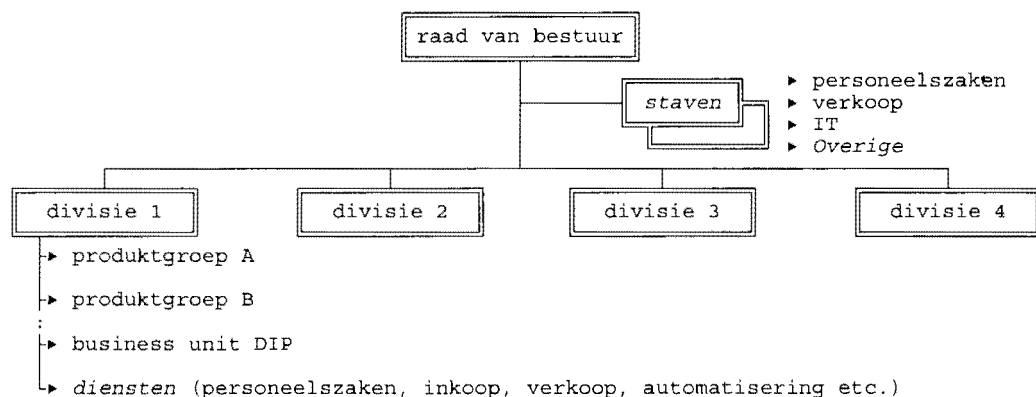 raad van bestuur
staven
▶ personeelszaken
▶ verkoop
▶ IT
▶ Overige
divisie 1
divisie 2
divisie 3
divisie 4
▶ produktgroep A
▶ produktgroep B
▶ business unit DIP
▶ diensten (personeelszaken, inkoop, verkoop, automatisering etc.)